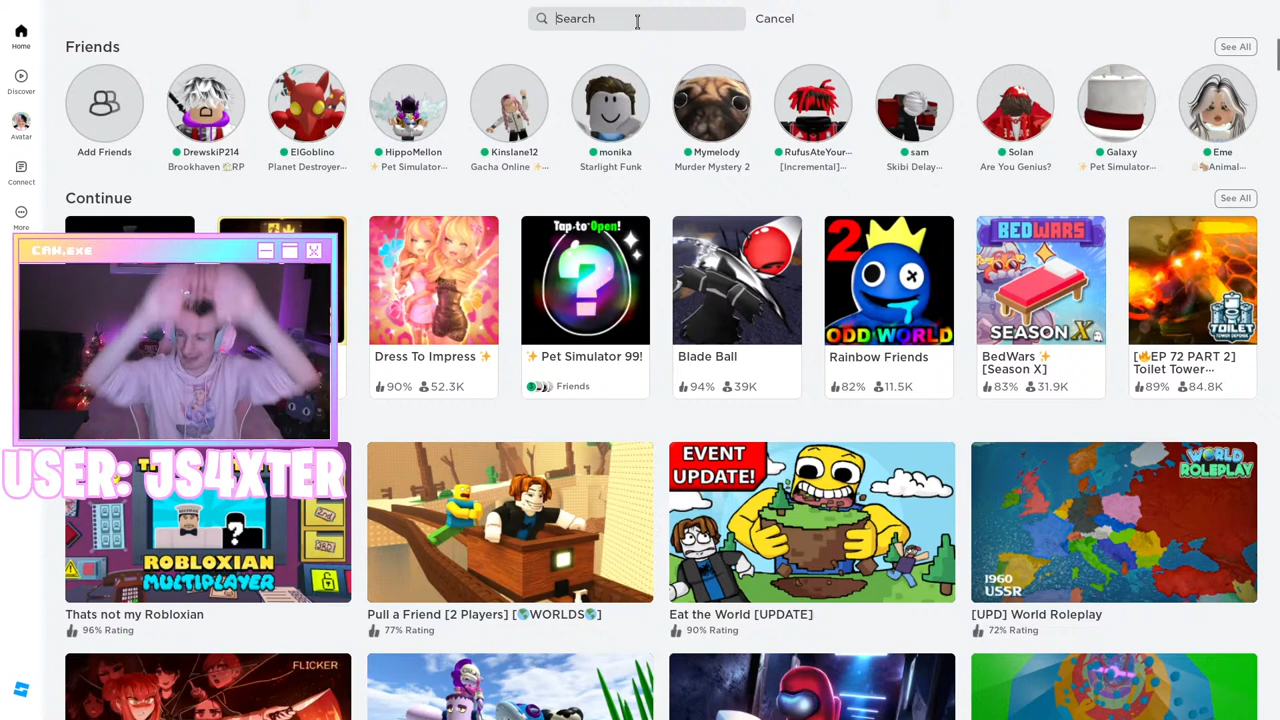 Search
Cancel
Home
Discover
Avatar
Connect
More
Friends
See All
Add Friends
DrewskiP214
Brookhaven RP
ElGoblino
Planet Destroyer...
HippoMellon
Pet Simulator...
Kinslane12
Gacha Online ...
monika
Starlight Funk
Mymelody
Murder Mystery 2
RufusAteYour...
[Incremental]...
sam
Skibi Delay...
Solan
Are You Genius?
Galaxy
Pet Simulator...
Eme
Animal...
Continue
See All
CAM.EXE
USER: JS4XTER
Tap to Open!
?
2
ODD WORLD
BEDWARS
SEASON X
TOILET
TOWER
DEFENSE
Dress To Impress ✨
90% 52.3K
✨ Pet Simulator 99!
Friends
Blade Ball
94% 39K
Rainbow Friends
82% 11.5K
BedWars ✨
[Season X]
83% 31.9K
[🔥EP 72 PART 2]
Toilet Tower...
89% 84.8K
?
2nd
3RD
ROBLOXIAN
MULTIPLAYER
Thats not my Robloxian
96% Rating
Pull a Friend [2 Players] [🌎WORLDS🌎]
77% Rating
EVENT
UPDATE!
Eat the World [UPDATE]
90% Rating
WORLD
ROLEPLAY
1960
USSR
[UPD] World Roleplay
72% Rating
FLICKER